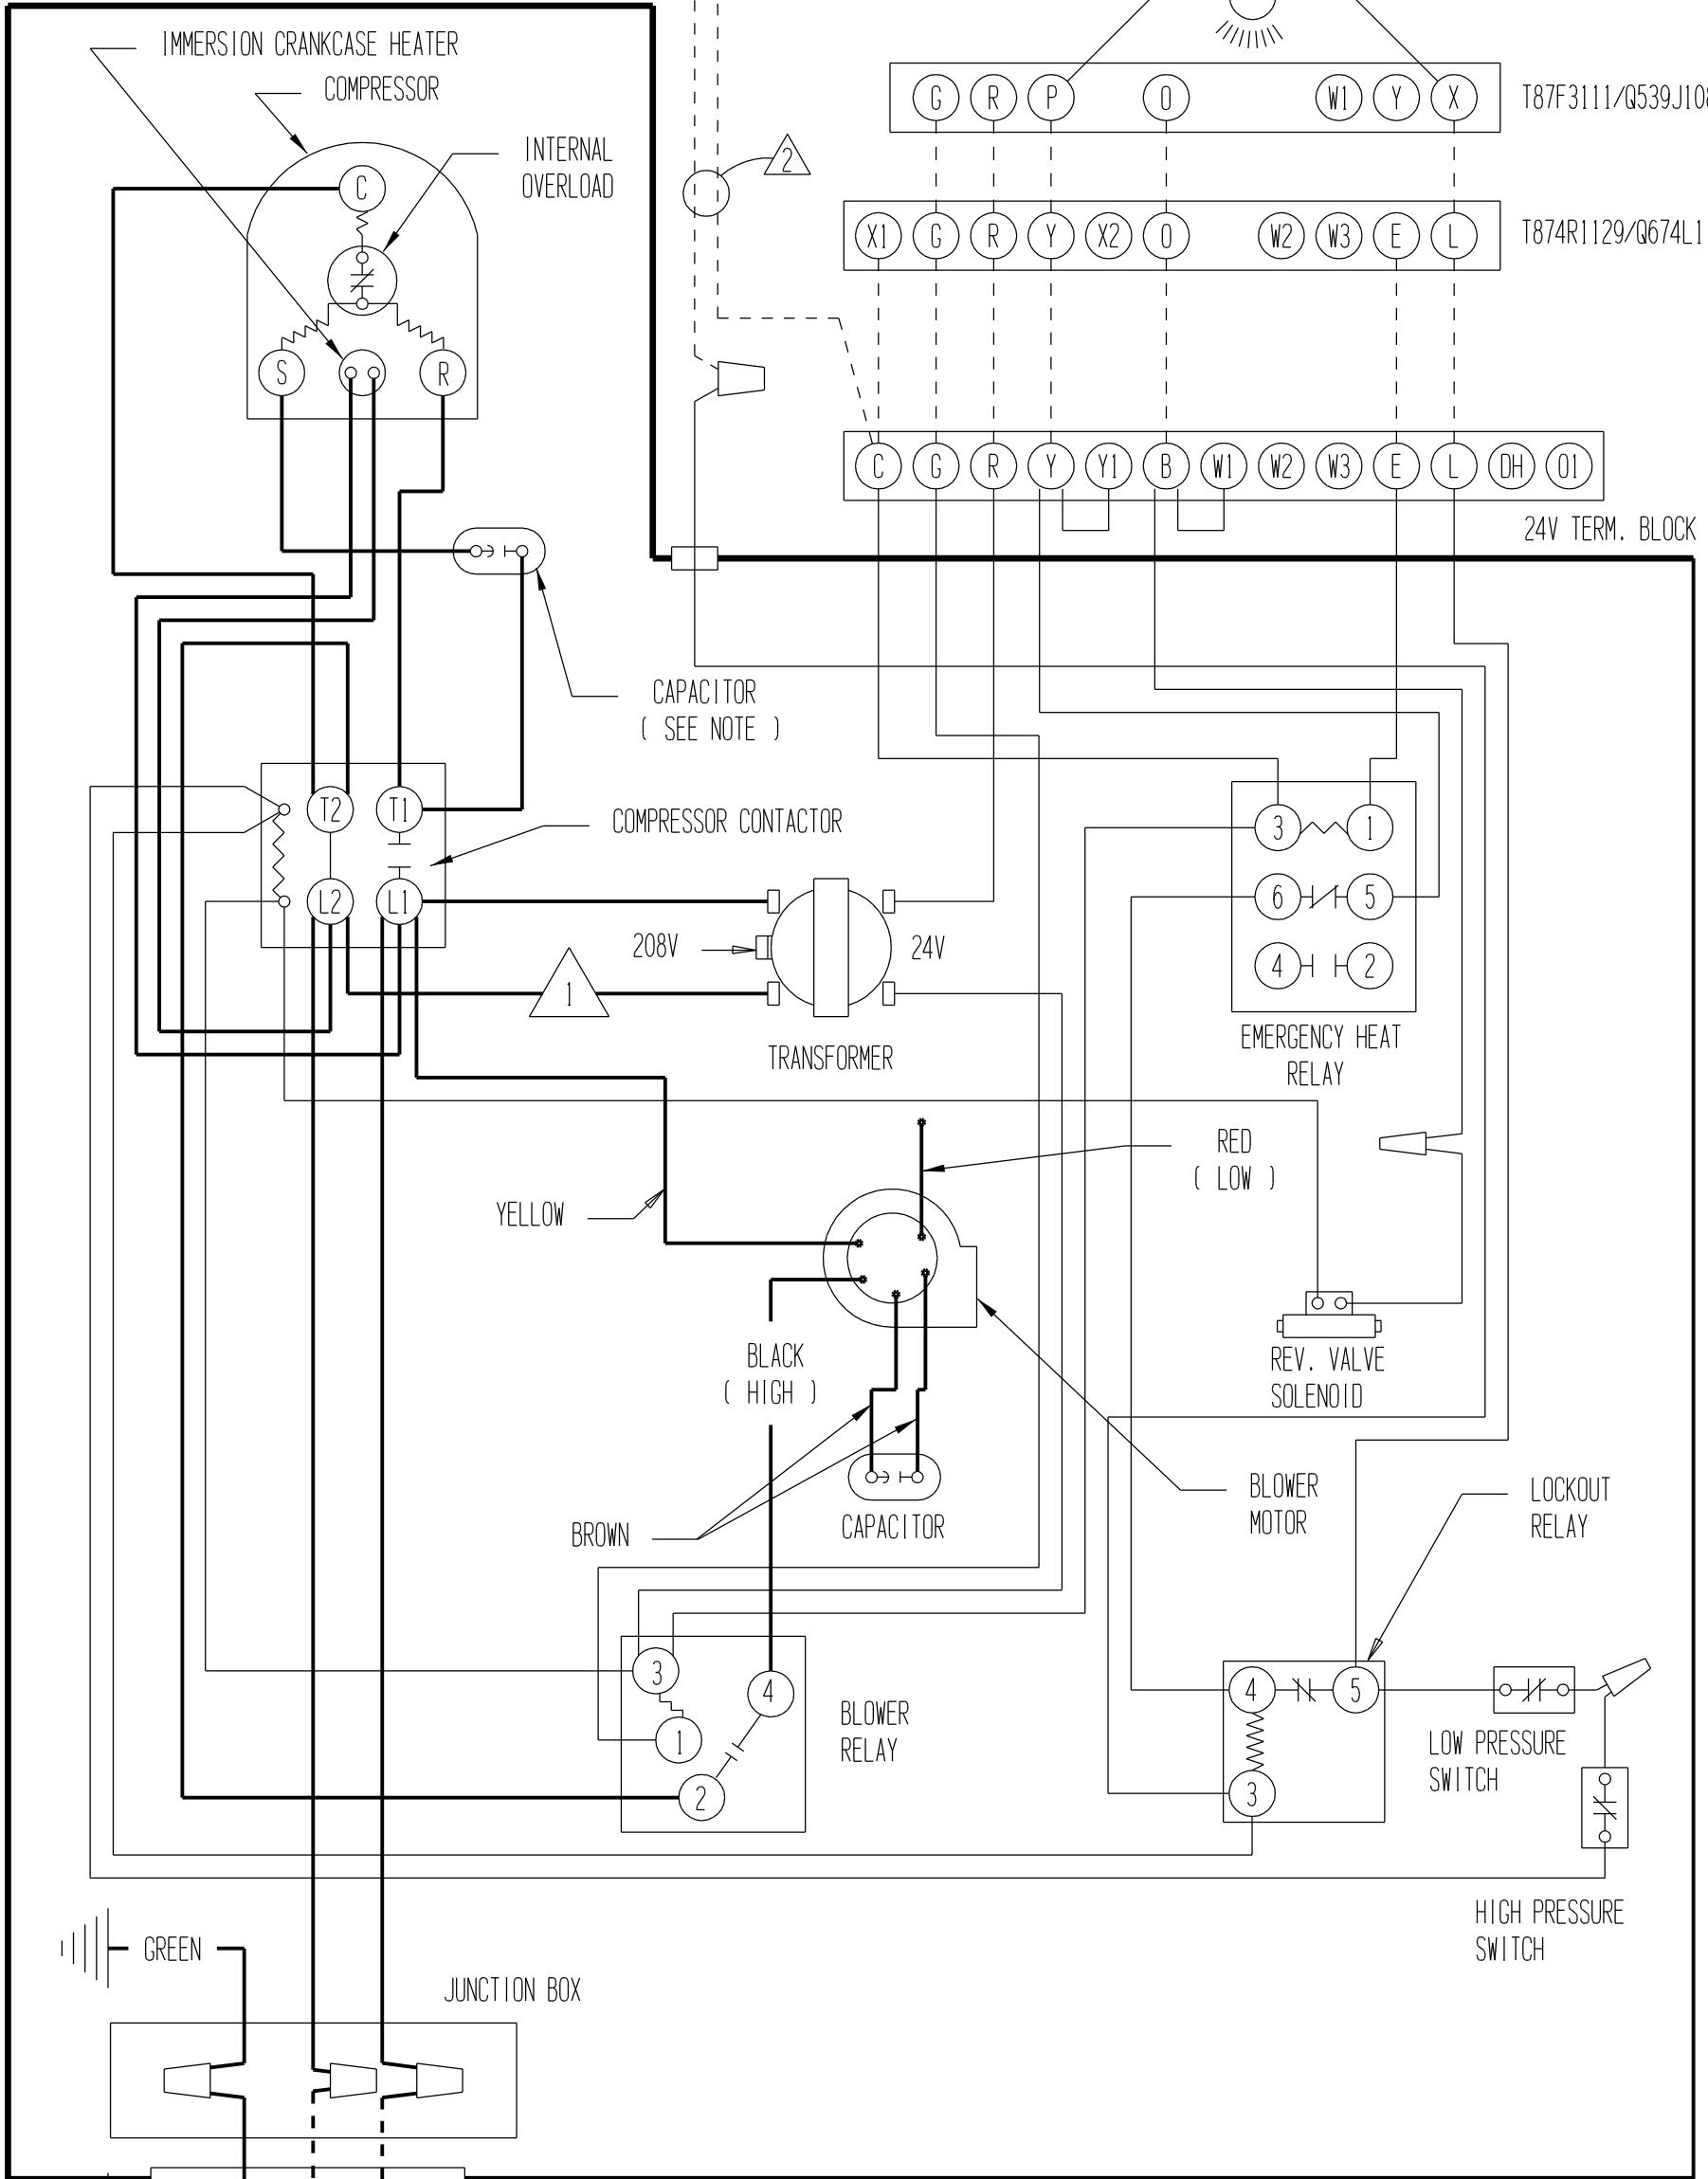 IMMERSION CRANKCASE HEATER
COMPRESSOR
INTERNAL
OVERLOAD
C
S
R
2
G R P O W1 Y X
T87F3111/Q539J108
X1 G R Y X2 O W2 W3 E L
T874R1129/Q674L1
C G R Y Y1 B W1 W2 W3 E L DH O1
24V TERM. BLOCK
CAPACITOR
( SEE NOTE )
T2 T1
L2 L1
COMPRESSOR CONTACTOR
208V
24V
1
TRANSFORMER
3 1
6 5
4 2
EMERGENCY HEAT
RELAY
RED
( LOW )
YELLOW
BLACK
( HIGH )
REV. VALVE
SOLENOID
BROWN
CAPACITOR
BLOWER
MOTOR
LOCKOUT
RELAY
3
4
1
2
BLOWER
RELAY
4 5
3
LOW PRESSURE
SWITCH
HIGH PRESSURE
SWITCH
GREEN
JUNCTION BOX